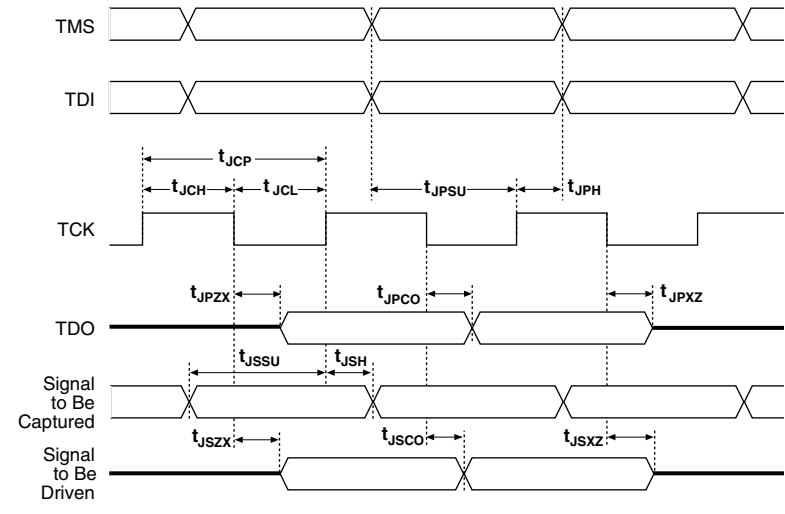 TMS
TDI
tJCP
tJCH
tJCL
tJPSU
tJPH
TCK
tJPZX
tJPCO
tJPXZ
TDO
tJSSU
tJSH
Signal
to Be
Captured
tJSZX
tJSCO
tJSXZ
Signal
to Be
Driven